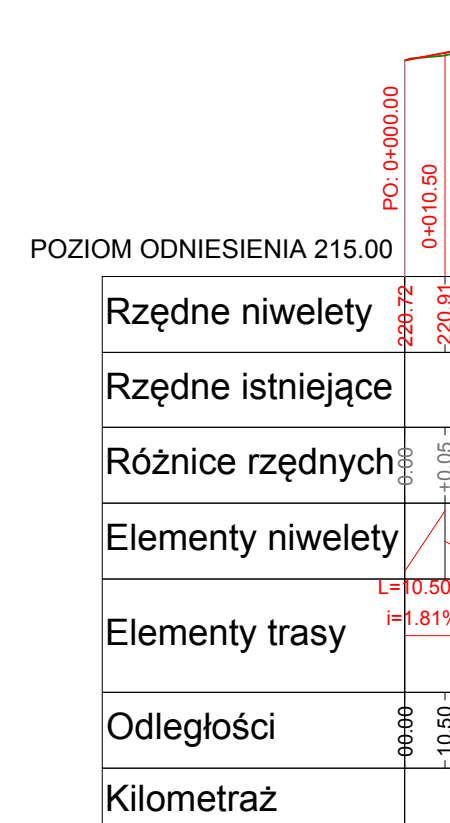 PO: 0+000.00
0+010.50
POZIOM ODNIESIENIA 215.00
Rzędne niwelety
220.72
220.91
Rzędne istniejące
Różnice rzędnych
0.00
+0.05
Elementy niwelety
L=10.50
i=1.81%
Elementy trasy
Odległości
00.00
10.50
Kilometraż